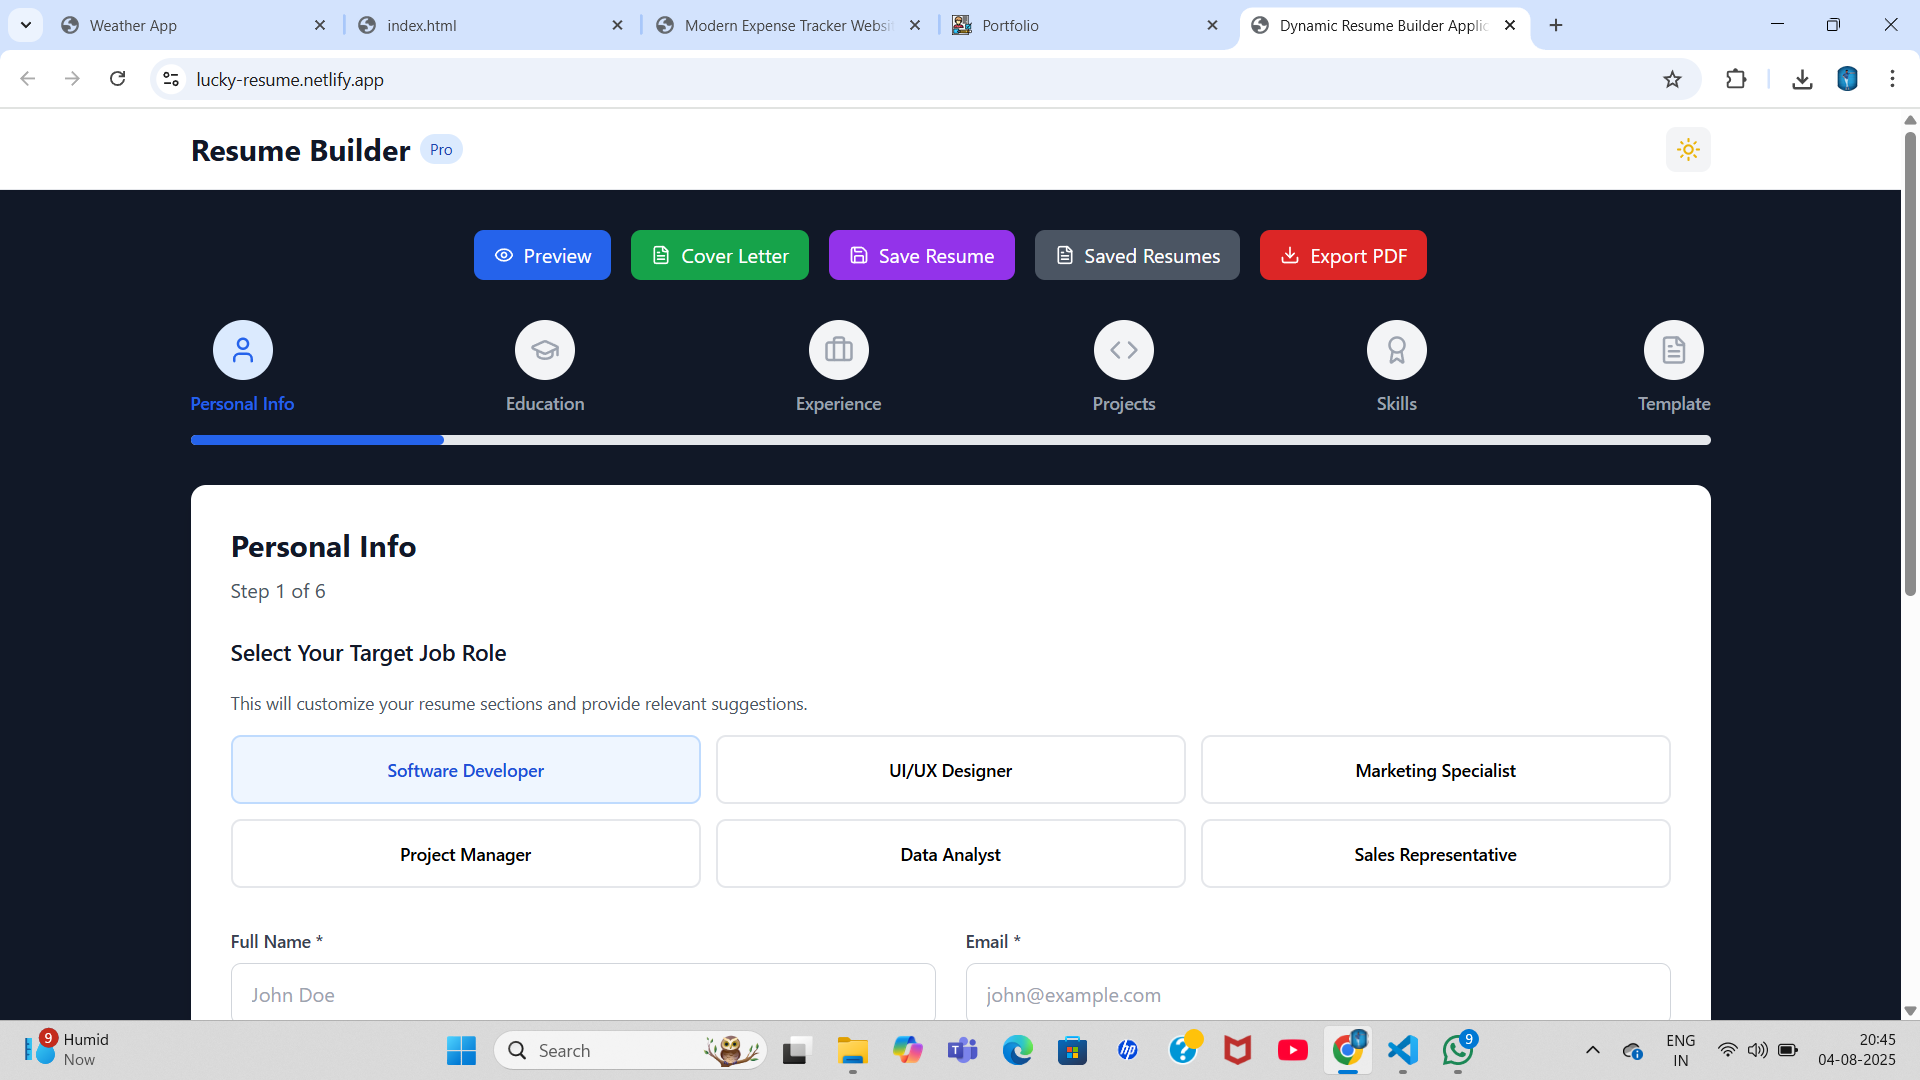 Weather App
index.html
Modern Expense Tracker Websi
Portfolio
Dynamic Resume Builder Applic
lucky-resume.netlify.app
Resume Builder Pro
Preview
Cover Letter
Save Resume
Saved Resumes
Export PDF
Personal Info
Education
Experience
Projects
Skills
Template
Personal Info
Step 1 of 6
Select Your Target Job Role
This will customize your resume sections and provide relevant suggestions.
Software Developer
UI/UX Designer
Marketing Specialist
Project Manager
Data Analyst
Sales Representative
Full Name *
Email *
John Doe
john@example.com
9
Humid
Now
Search
hp
9
ENG
IN
20:45
04-08-2025